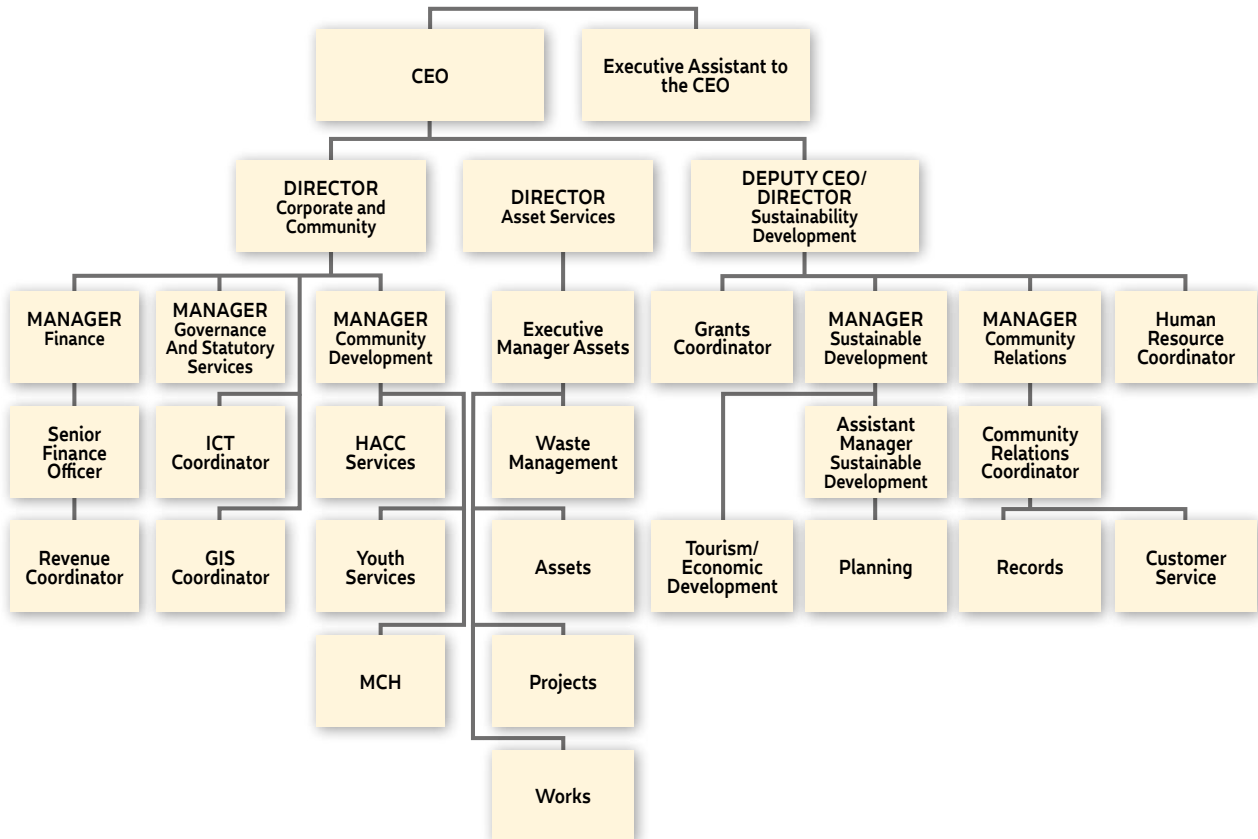 CEO
Executive Assistant to
the CEO
DIRECTOR
Corporate and
Community
DIRECTOR
Asset Services
DEPUTY CEO/
DIRECTOR
Sustainability
Development
MANAGER
Finance
MANAGER
Governance
And Statutory
Services
MANAGER
Community
Development
Executive
Manager Assets
Grants
Coordinator
MANAGER
Sustainable
Development
MANAGER
Community
Relations
Human
Resource
Coordinator
Senior
Finance
Officer
ICT
Coordinator
HACC
Services
Waste
Management
Assistant
Manager
Sustainable
Development
Community
Relations
Coordinator
Revenue
Coordinator
GIS
Coordinator
Youth
Services
Assets
Tourism/
Economic
Development
Planning
Records
Customer
Service
MCH
Projects
Works